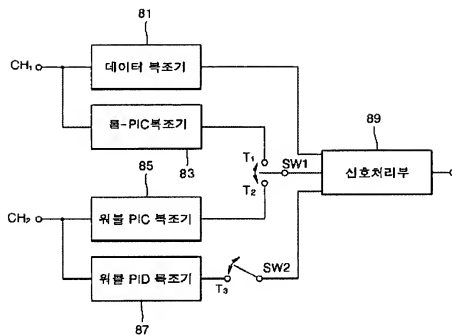 81
CH₁
데이터 복조기
롬-PIC복조기
83
89
T₁
SW1
T₂
신호처리부
85
CH₂
워블 PIC 복조기
워블 PID 복조기
T₃
SW2
87